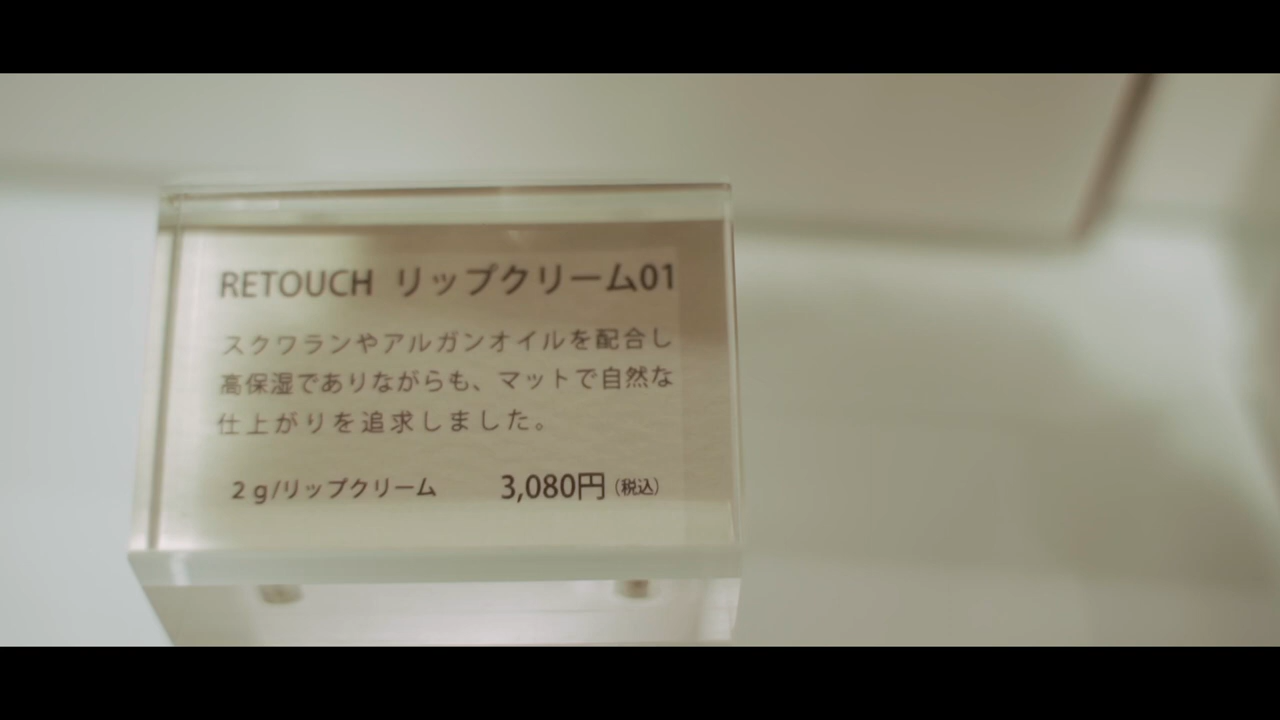 RETOUCH リップクリーム01
スクワランやアルガンオイルを配合し
高保湿でありながらも、マットで自然な
仕上がりを追求しました。
2g/リップクリーム 3,080円(税込)